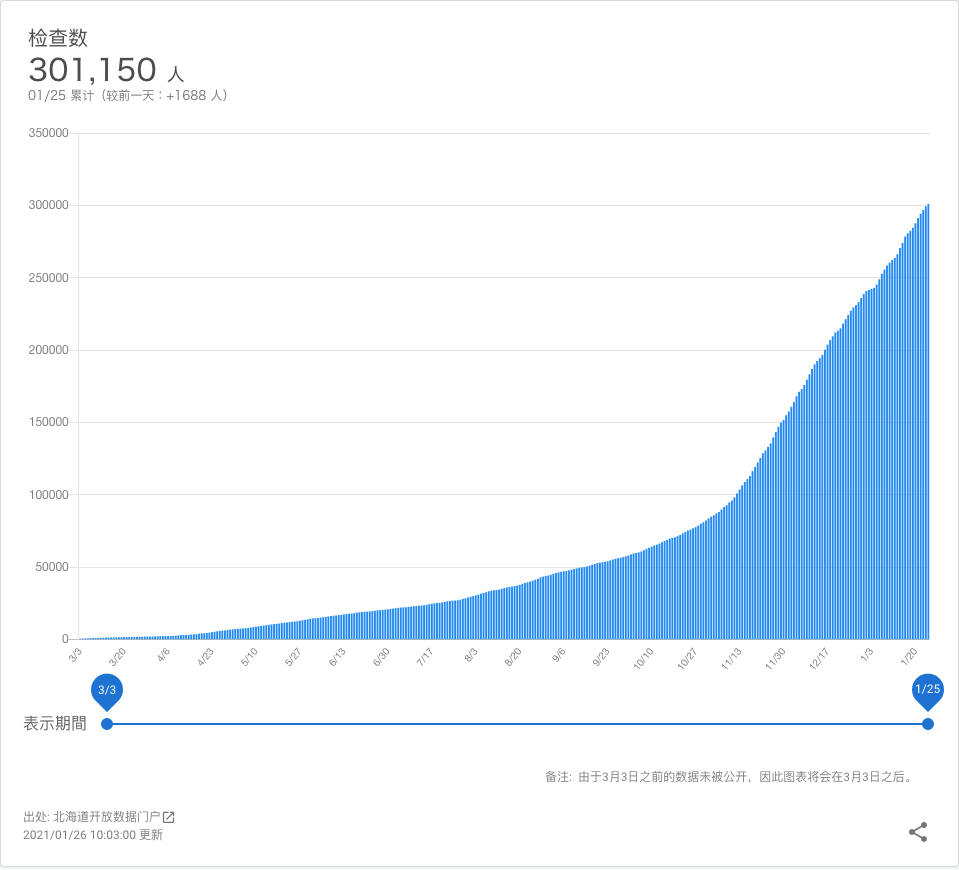 检查数
301,150 人
01/25 累计（较前一天：+1688 人）
350000
300000
250000
200000
150000
100000
50000
0
3/3 3/20 4/6 4/23 5/10 5/27 6/13 6/30 7/17 8/3 8/20 9/6 9/23 10/10 10/27 11/13 11/30 12/17 1/3 1/20
3/3 1/25
表示期間
备注: 由于3月3日之前的数据未被公开，因此图表将会在3月3日之后。
出处: 北海道开放数据门户
2021/01/26 10:03:00 更新